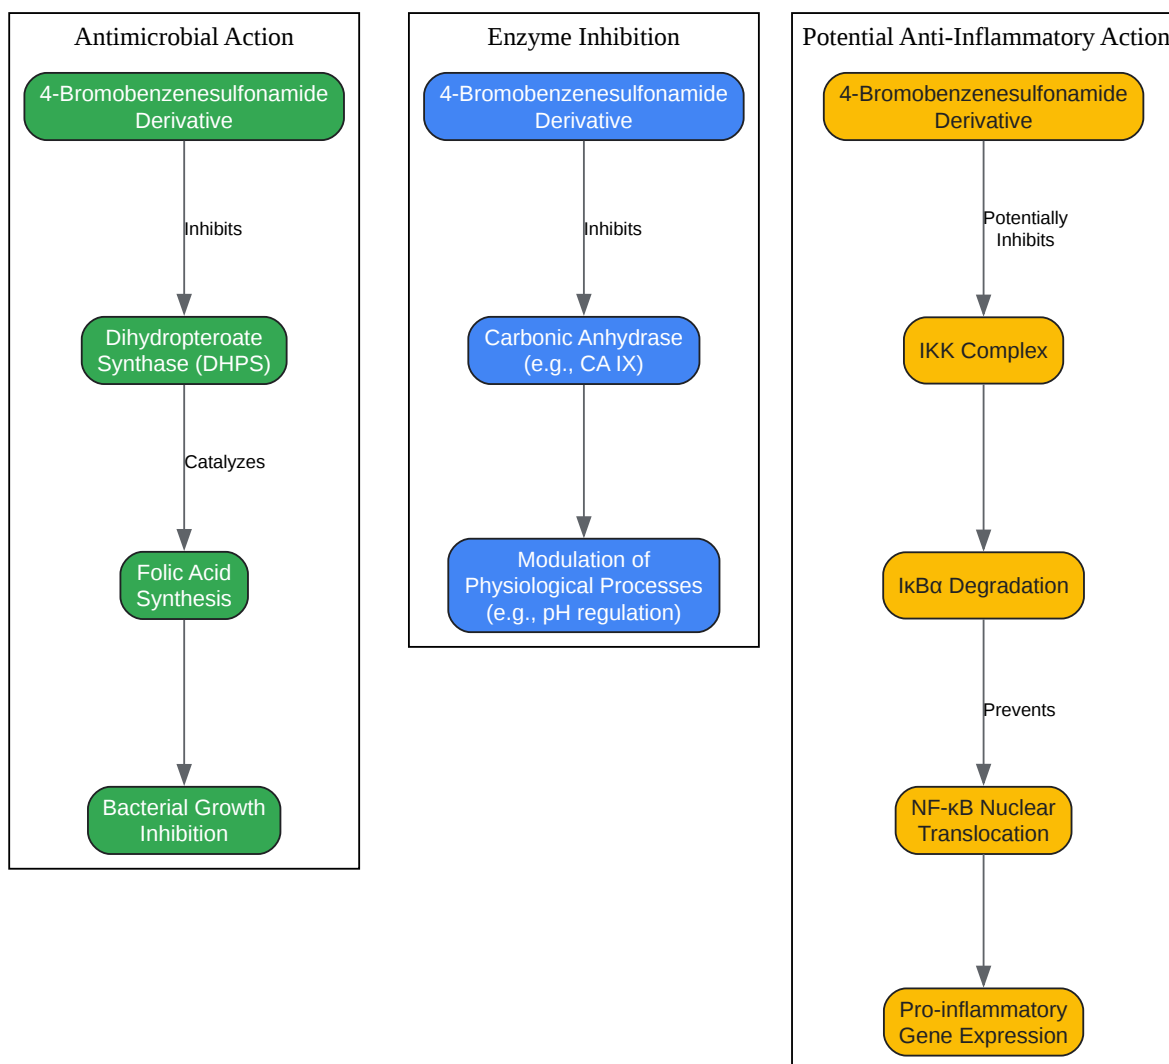 Antimicrobial Action
4-Bromobenzenesulfonamide
Derivative
Inhibits
Dihydropteroate
Synthase (DHPS)
Catalyzes
Folic Acid
Synthesis
Bacterial Growth
Inhibition
Enzyme Inhibition
4-Bromobenzenesulfonamide
Derivative
Inhibits
Carbonic Anhydrase
(e.g., CA IX)
Modulation of
Physiological Processes
(e.g., pH regulation)
Potential Anti-Inflammatory Action
4-Bromobenzenesulfonamide
Derivative
Potentially
Inhibits
IKK Complex
IκBα Degradation
Prevents
NF-κB Nuclear
Translocation
Pro-inflammatory
Gene Expression